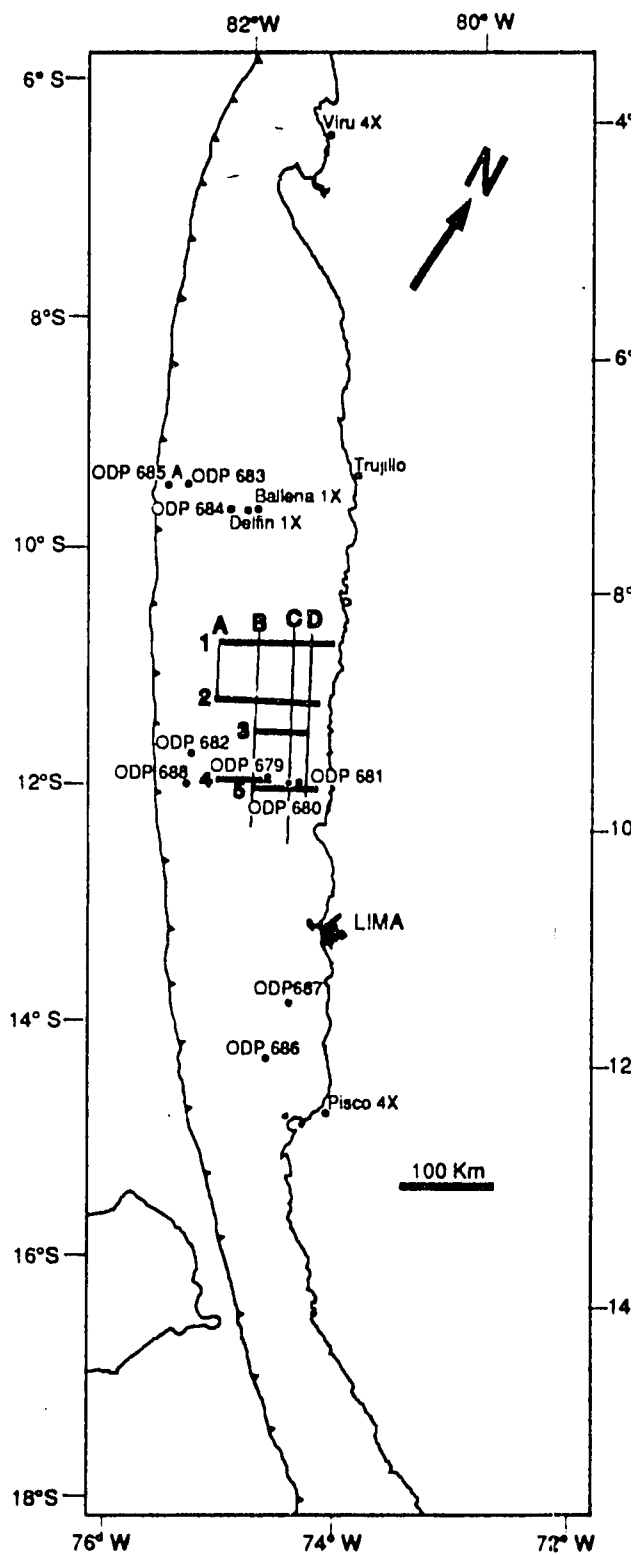 82°W 80° W
6° S
Viru 4X
4°
N
8°S
6°
Trujillo
ODP 685 A ODP 683
Ballena 1X
ODP 684
Delfin 1X
10° S
8°
A B C D
1
2
3
ODP 682
ODP 679
ODP 688 4 ODP 681
12°S
5
ODP 680
10°
LIMA
ODP687
14° S
ODP 686
12°
Pisco 4X
100 Km
16°S
14°
18°S
76° W 74° W 72° W